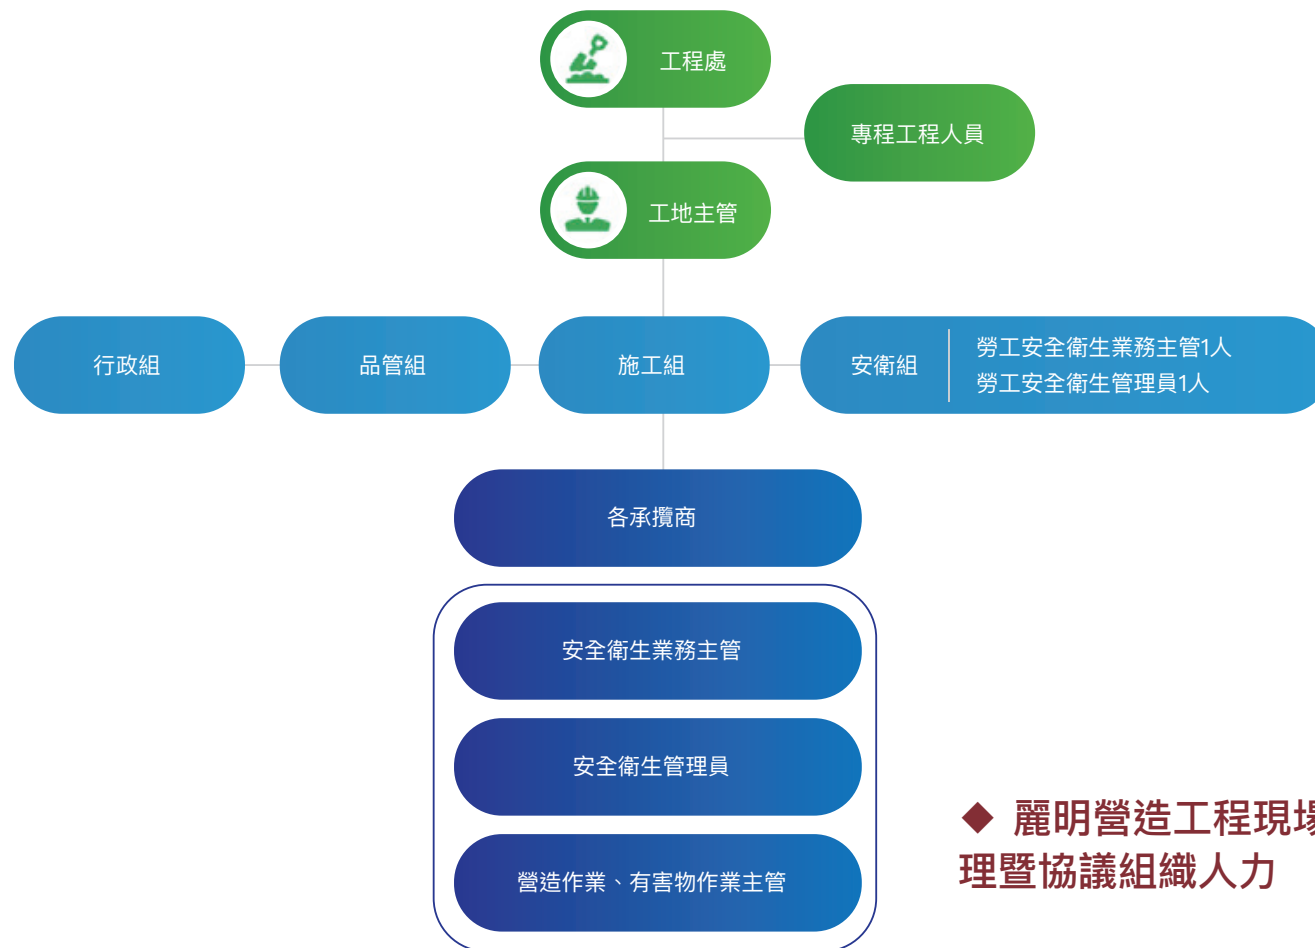 工程處
專程工程人員
工地主管
行政組
品管組
施工組
安衛組
勞工安全衛生業務主管1人
勞工安全衛生管理員1人
各承攬商
安全衛生業務主管
安全衛生管理員
營造作業、有害物作業主管
◆ 麗明營造工程現場
理暨協議組織人力